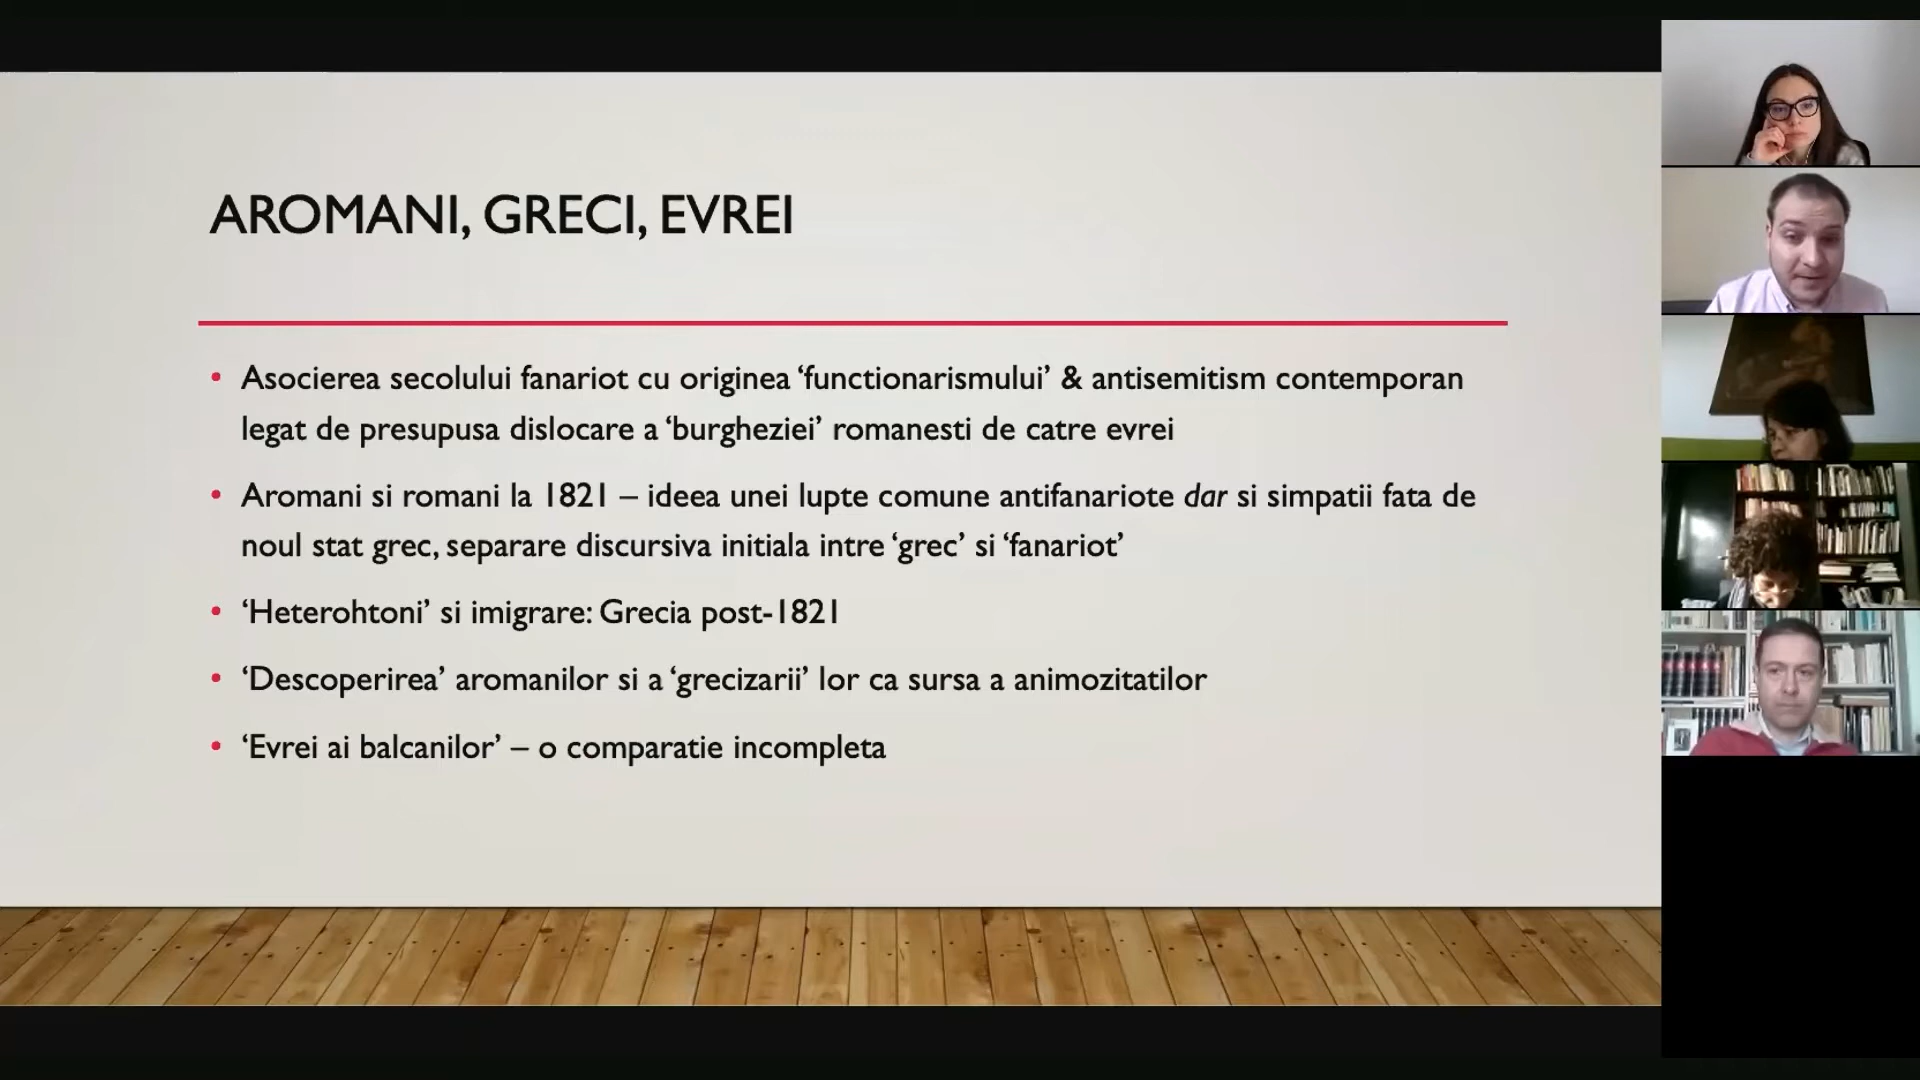 AROMANI, GRECI, EVREI
• Asocierea secolului fanariot cu originea ‘functionarismului’ & antisemitism contemporan
legat de presupusa dislocare a ‘burgheziei’ romanesti de catre evrei
• Aromani si romani la 1821 – ideea unei lupte comune antifanariote dar si simpatii fata de
noul stat grec, separare discursiva initiala intre ‘grec’ si ‘fanariot’
• ‘Heterohtoni’ si imigrare: Grecia post-1821
• ‘Descoperirea’ aromanilor si a ‘grecizarii’ lor ca sursa a animozitatilor
• ‘Evrei ai balcanilor’ – o comparatie incompleta